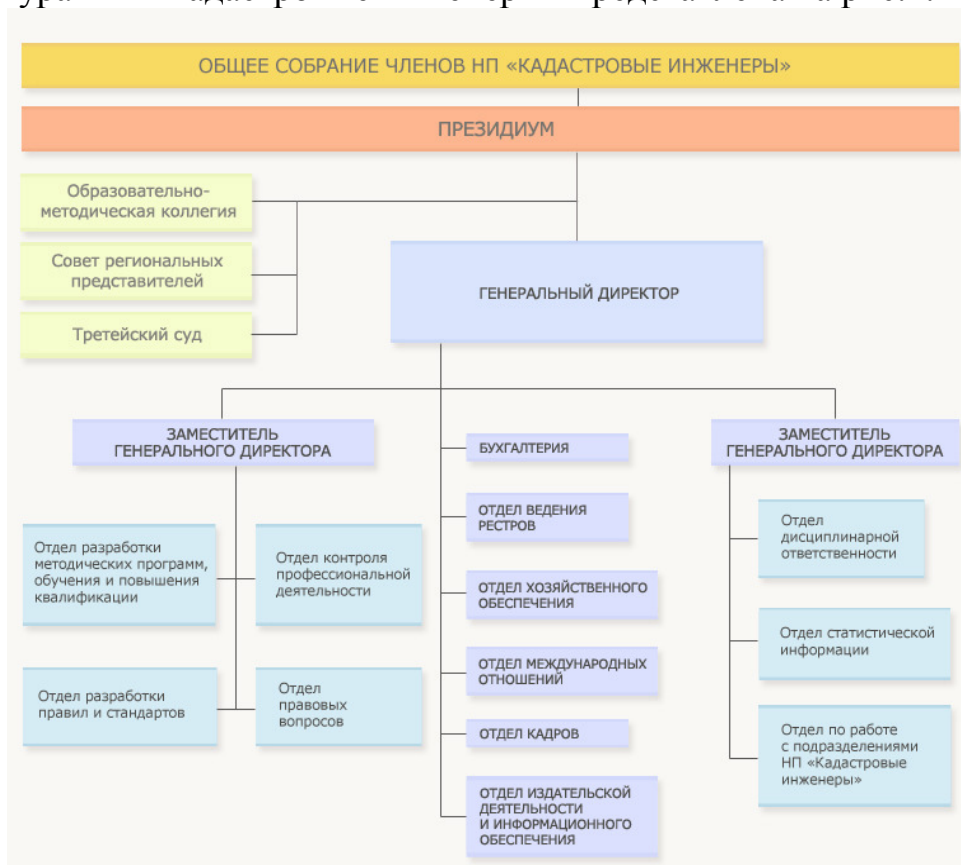 ОБЩЕЕ СОБРАНИЕ ЧЛЕНОВ НП «КАДАСТРОВЫЕ ИНЖЕНЕРЫ»
ПРЕЗИДИУМ
Образовательно-
методическая коллегия
Совет региональных
представителей
Третейский суд
ГЕНЕРАЛЬНЫЙ ДИРЕКТОР
ЗАМЕСТИТЕЛЬ
ГЕНЕРАЛЬНОГО ДИРЕКТОРА
Отдел разработки
методических программ,
обучения и повышения
квалификации
Отдел контроля
профессиональной
деятельности
Отдел разработки
правил и стандартов
Отдел
правовых
вопросов
БУХГАЛТЕРИЯ
ОТДЕЛ ВЕДЕНИЯ
РЕСТРОВ
ОТДЕЛ ХОЗЯЙСТВЕННОГО
ОБЕСПЕЧЕНИЯ
ОТДЕЛ МЕЖДУНАРОДНЫХ
ОТНОШЕНИЙ
ОТДЕЛ КАДРОВ
ОТДЕЛ ИЗДАТЕЛЬСКОЙ
ДЕЯТЕЛЬНОСТИ
И ИНФОРМАЦИОННОГО
ОБЕСПЕЧЕНИЯ
ЗАМЕСТИТЕЛЬ
ГЕНЕРАЛЬНОГО ДИРЕКТОРА
Отдел
дисциплинарной
ответственности
Отдел статистической
информации
Отдел по работе
с подразделениями
НП «Кадастровые
инженеры»